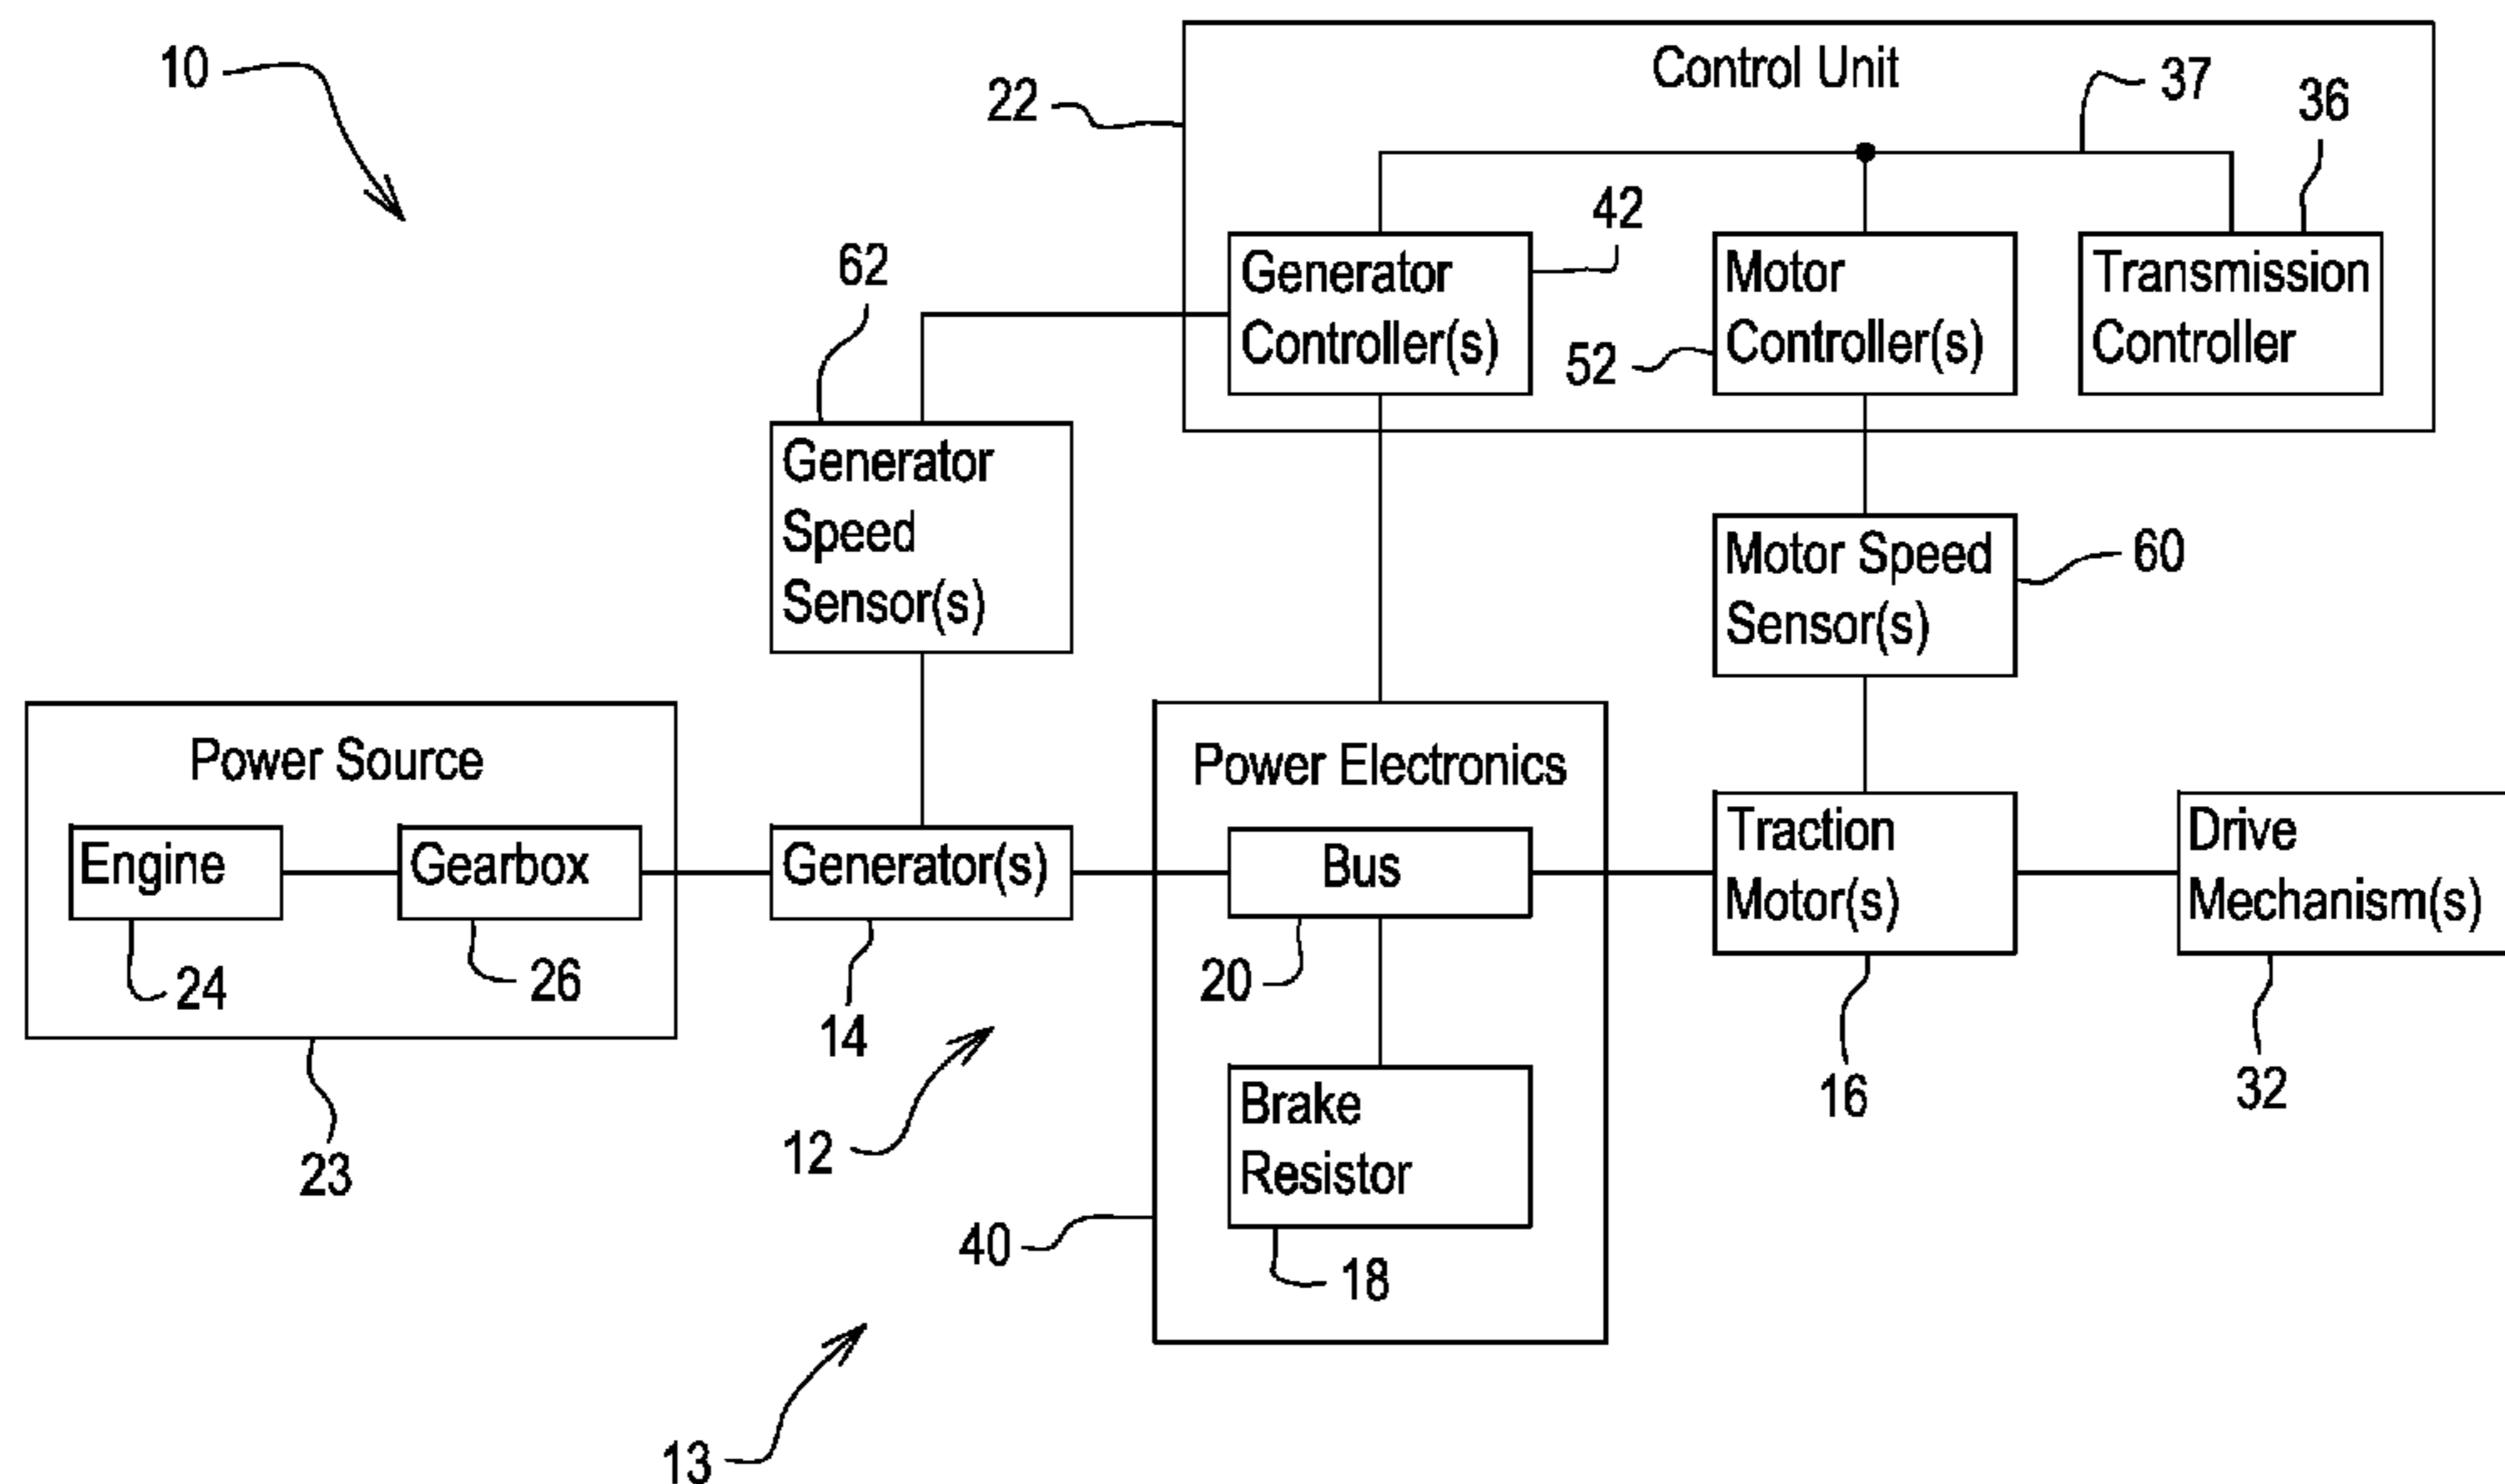 10
22
Control Unit
37
36
42
62
Generator
Controller(s)
52
Motor
Controller(s)
Transmission
Controller
Generator
Speed
Sensor(s)
Motor Speed
Sensor(s)
60
Power Source
Engine
24
Gearbox
26
23
Generator(s)
14
12
Power Electronics
Bus
20
Brake
Resistor
18
40
Traction
Motor(s)
16
Drive
Mechanism(s)
32
13